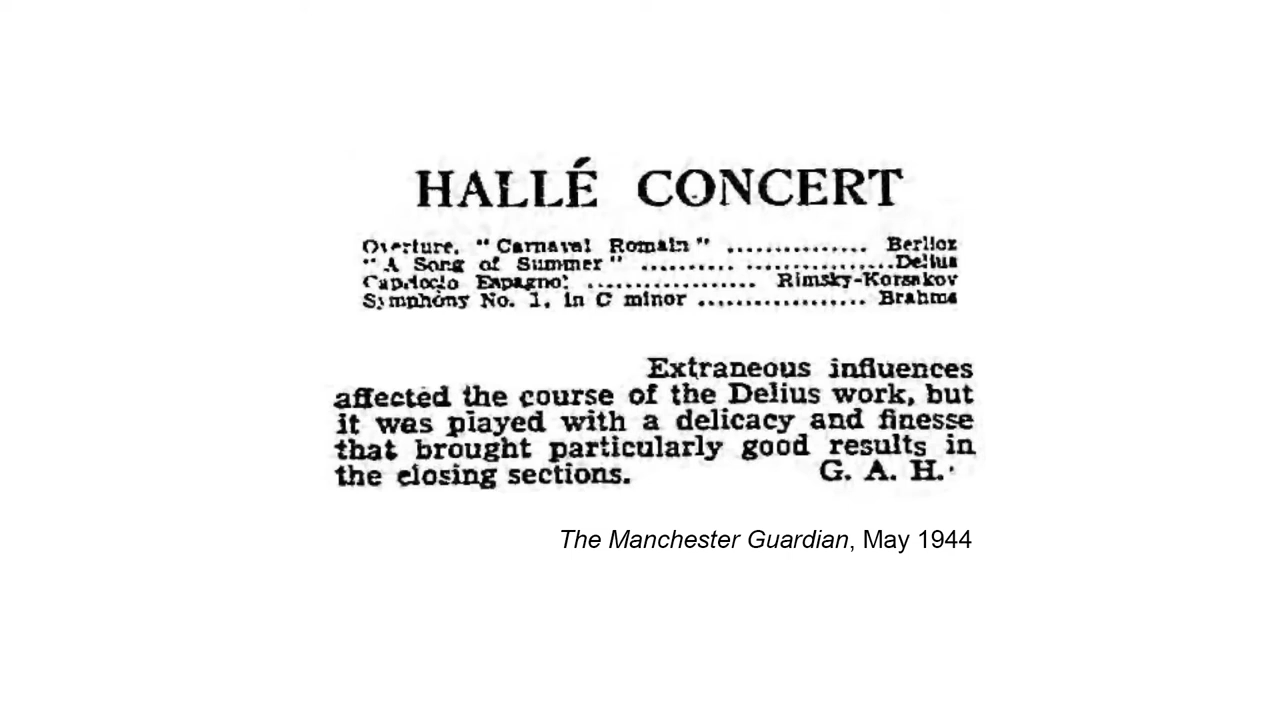 HALLÉ CONCERT
Overture, "Carnaval Romain" ............... Berlioz
"A Song of Summer" .......... ................Delius
Capriccio Espagnol .................. Rimsky-Korsakov
Symphony No. 1, in C minor .................. Brahms
Extraneous influences
affected the course of the Delius work, but
it was played with a delicacy and finesse
that brought particularly good results in
the closing sections. G. A. H.
The Manchester Guardian, May 1944